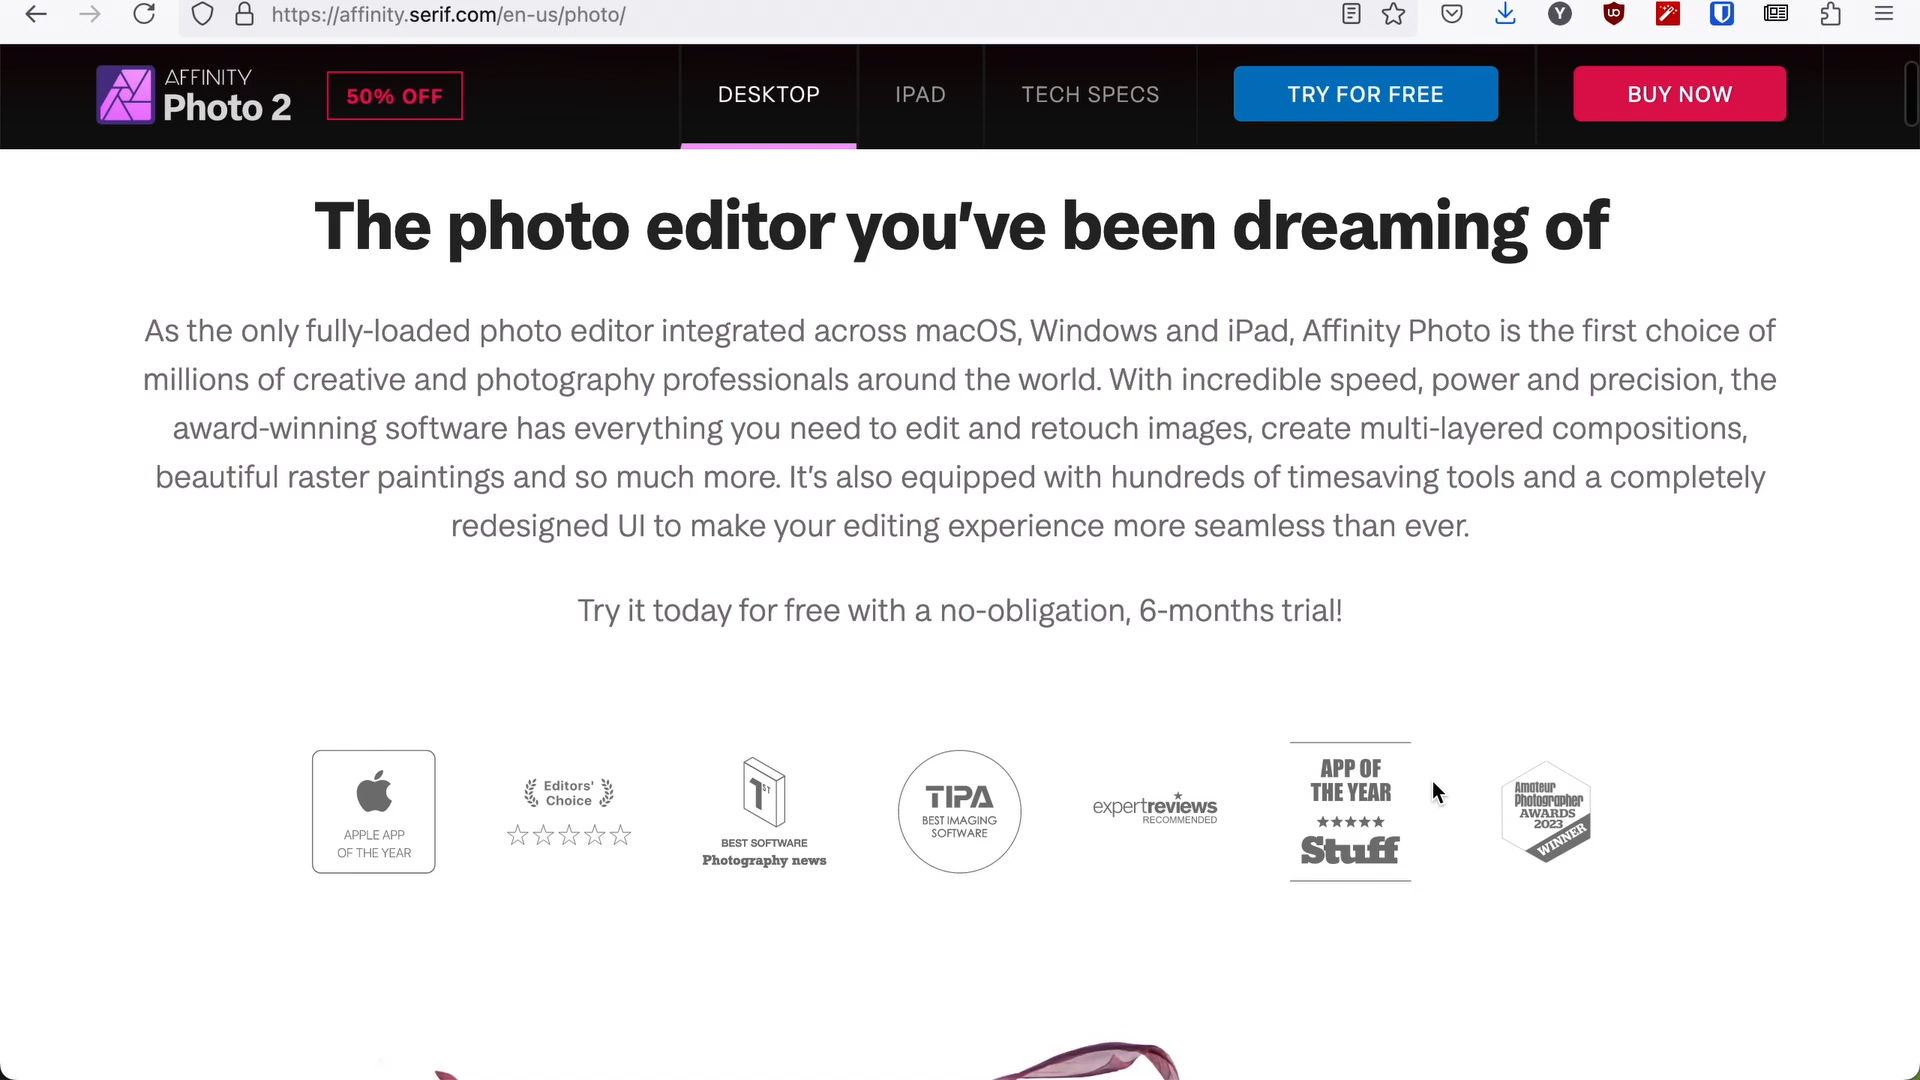 https://affinity.serif.com/en-us/photo/
AFFINITY
Photo 2
50% OFF
DESKTOP
IPAD
TECH SPECS
TRY FOR FREE
BUY NOW
The photo editor you’ve been dreaming of
As the only fully-loaded photo editor integrated across macOS, Windows and iPad, Affinity Photo is the first choice of
millions of creative and photography professionals around the world. With incredible speed, power and precision, the
award-winning software has everything you need to edit and retouch images, create multi-layered compositions,
beautiful raster paintings and so much more. It’s also equipped with hundreds of timesaving tools and a completely
redesigned UI to make your editing experience more seamless than ever.
Try it today for free with a no-obligation, 6-months trial!
APPLE APP
OF THE YEAR
Editors'
Choice
1ST
BEST SOFTWARE
Photography news
TIPA
BEST IMAGING
SOFTWARE
expertreviews
RECOMMENDED
APP OF
THE YEAR
Stuff
Amateur
Photographer
AWARDS
2023
WINNER